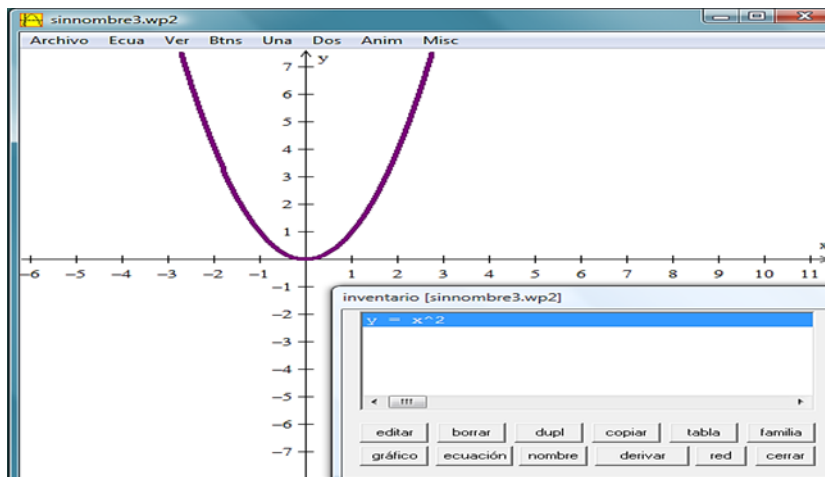 sinnombre3.wp2
Archivo Ecua Ver Btns Una Dos Anim Misc
y
7
6
5
4
3
2
1
x
−6 −5 −4 −3 −2 −1 1 2 3 4 5 6 7 8 9 10 11
−1
−2
−3
−4
−5
−6
−7
inventario [sinnombre3.wp2]
y = x^2
editar borrar dupl copiar tabla familia
gráfico ecuación nombre derivar red cerrar